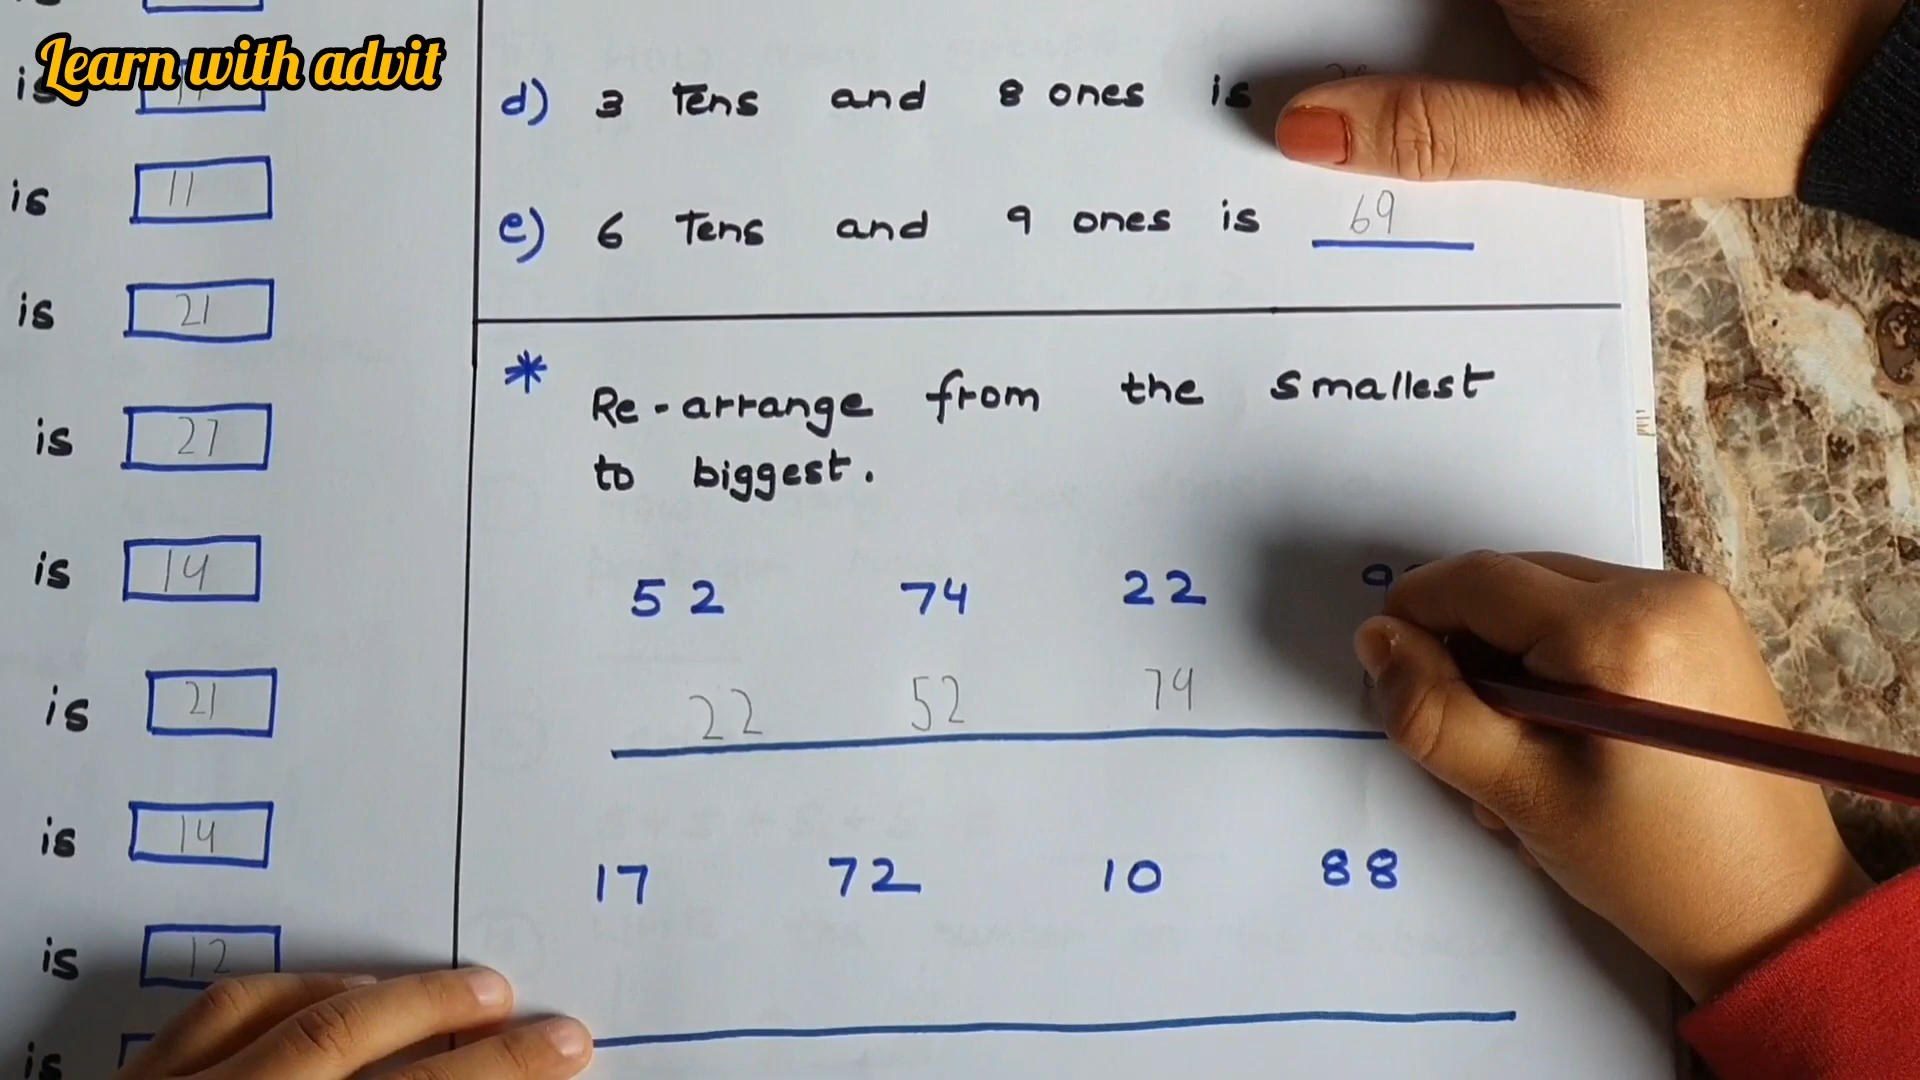 Learn with advit
is
is 11
is 21
is 27
is 14
is 21
is 14
is 12
is
d) 3 Tens and 8 ones is
e) 6 Tens and 9 ones is 69
* Re-arrange from the smallest
to biggest.
52 74 22
22 52 74
17 72 10 88